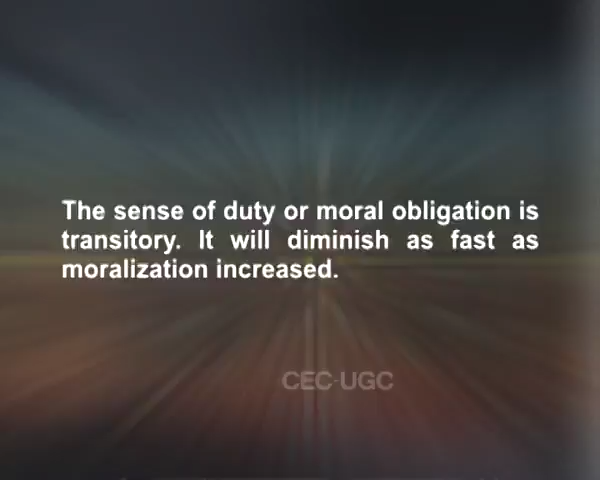 The sense of duty or moral obligation is
transitory. It will diminish as fast as
moralization increased.
CEC-UGC